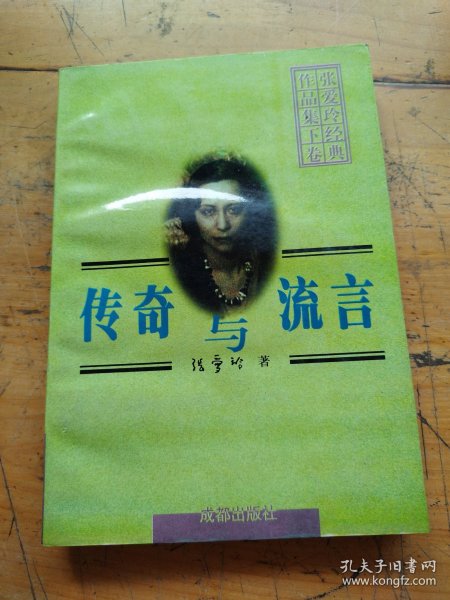 张爱玲经典
作品集下卷
传奇与流言
张爱玲 著
成都出版社
孔夫子旧书网
www.kongfz.com